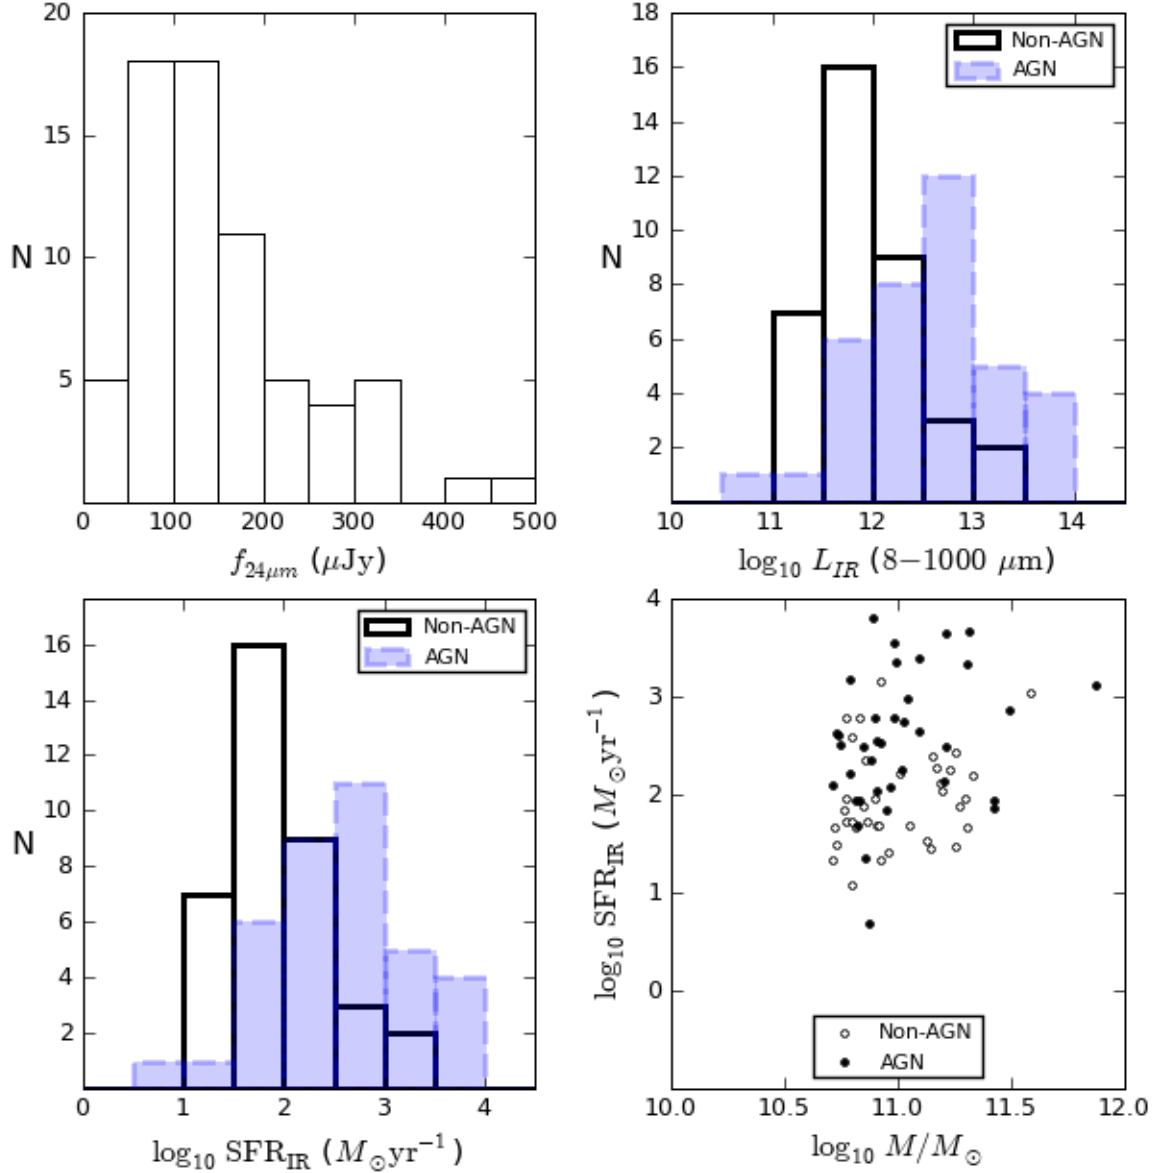 20
15
N
10
5
0 100 200 300 400 500
f24μm (μJy)
18
16
14
12
N
10
8
6
4
2
10 11 12 13 14
log10 LIR (8−1000 μm)
Non-AGN
AGN
16
14
12
10
N
8
6
4
2
0 1 2 3 4
log10 SFRIR (M⊙yr−1)
Non-AGN
AGN
4
3
2
1
0
log10 SFRIR (M⊙yr−1)
Non-AGN
AGN
10.0 10.5 11.0 11.5 12.0
log10 M/M⊙